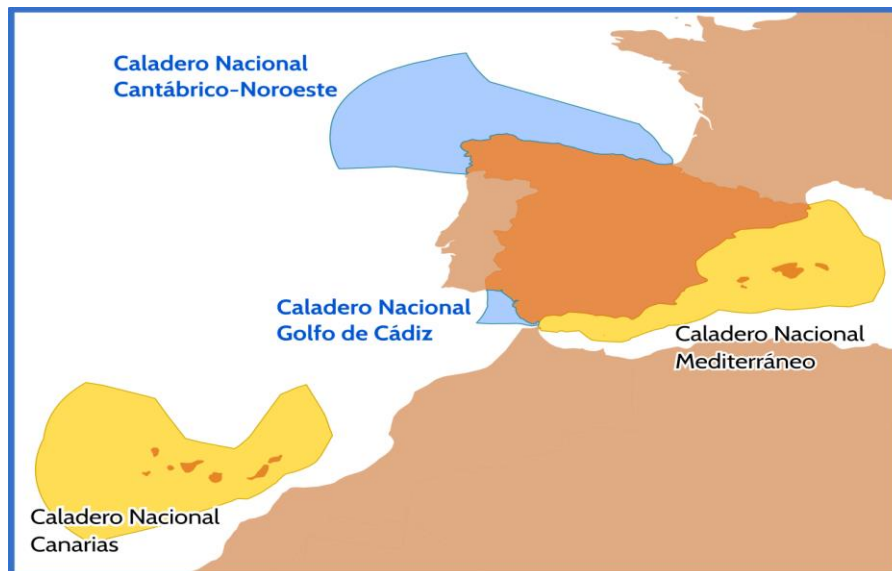 Caladero Nacional
Cantábrico-Noroeste
Caladero Nacional
Golfo de Cádiz
Caladero Nacional
Mediterráneo
Caladero Nacional
Canarias